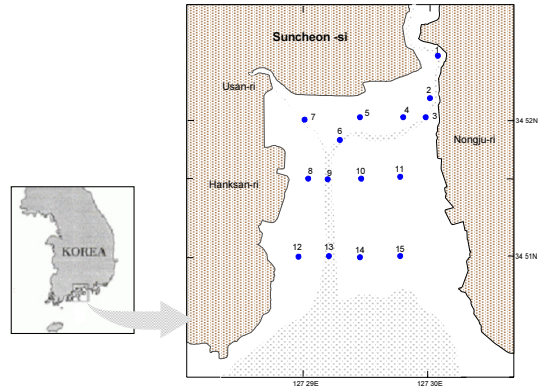 Suncheon -si
1
Usan-ri
2
7
5
4
3
34 52N
6
Nongju-ri
8
9
10
11
Hanksan-ri
12
13
14
15
34 51N
KOREA
127 29E
127 30E